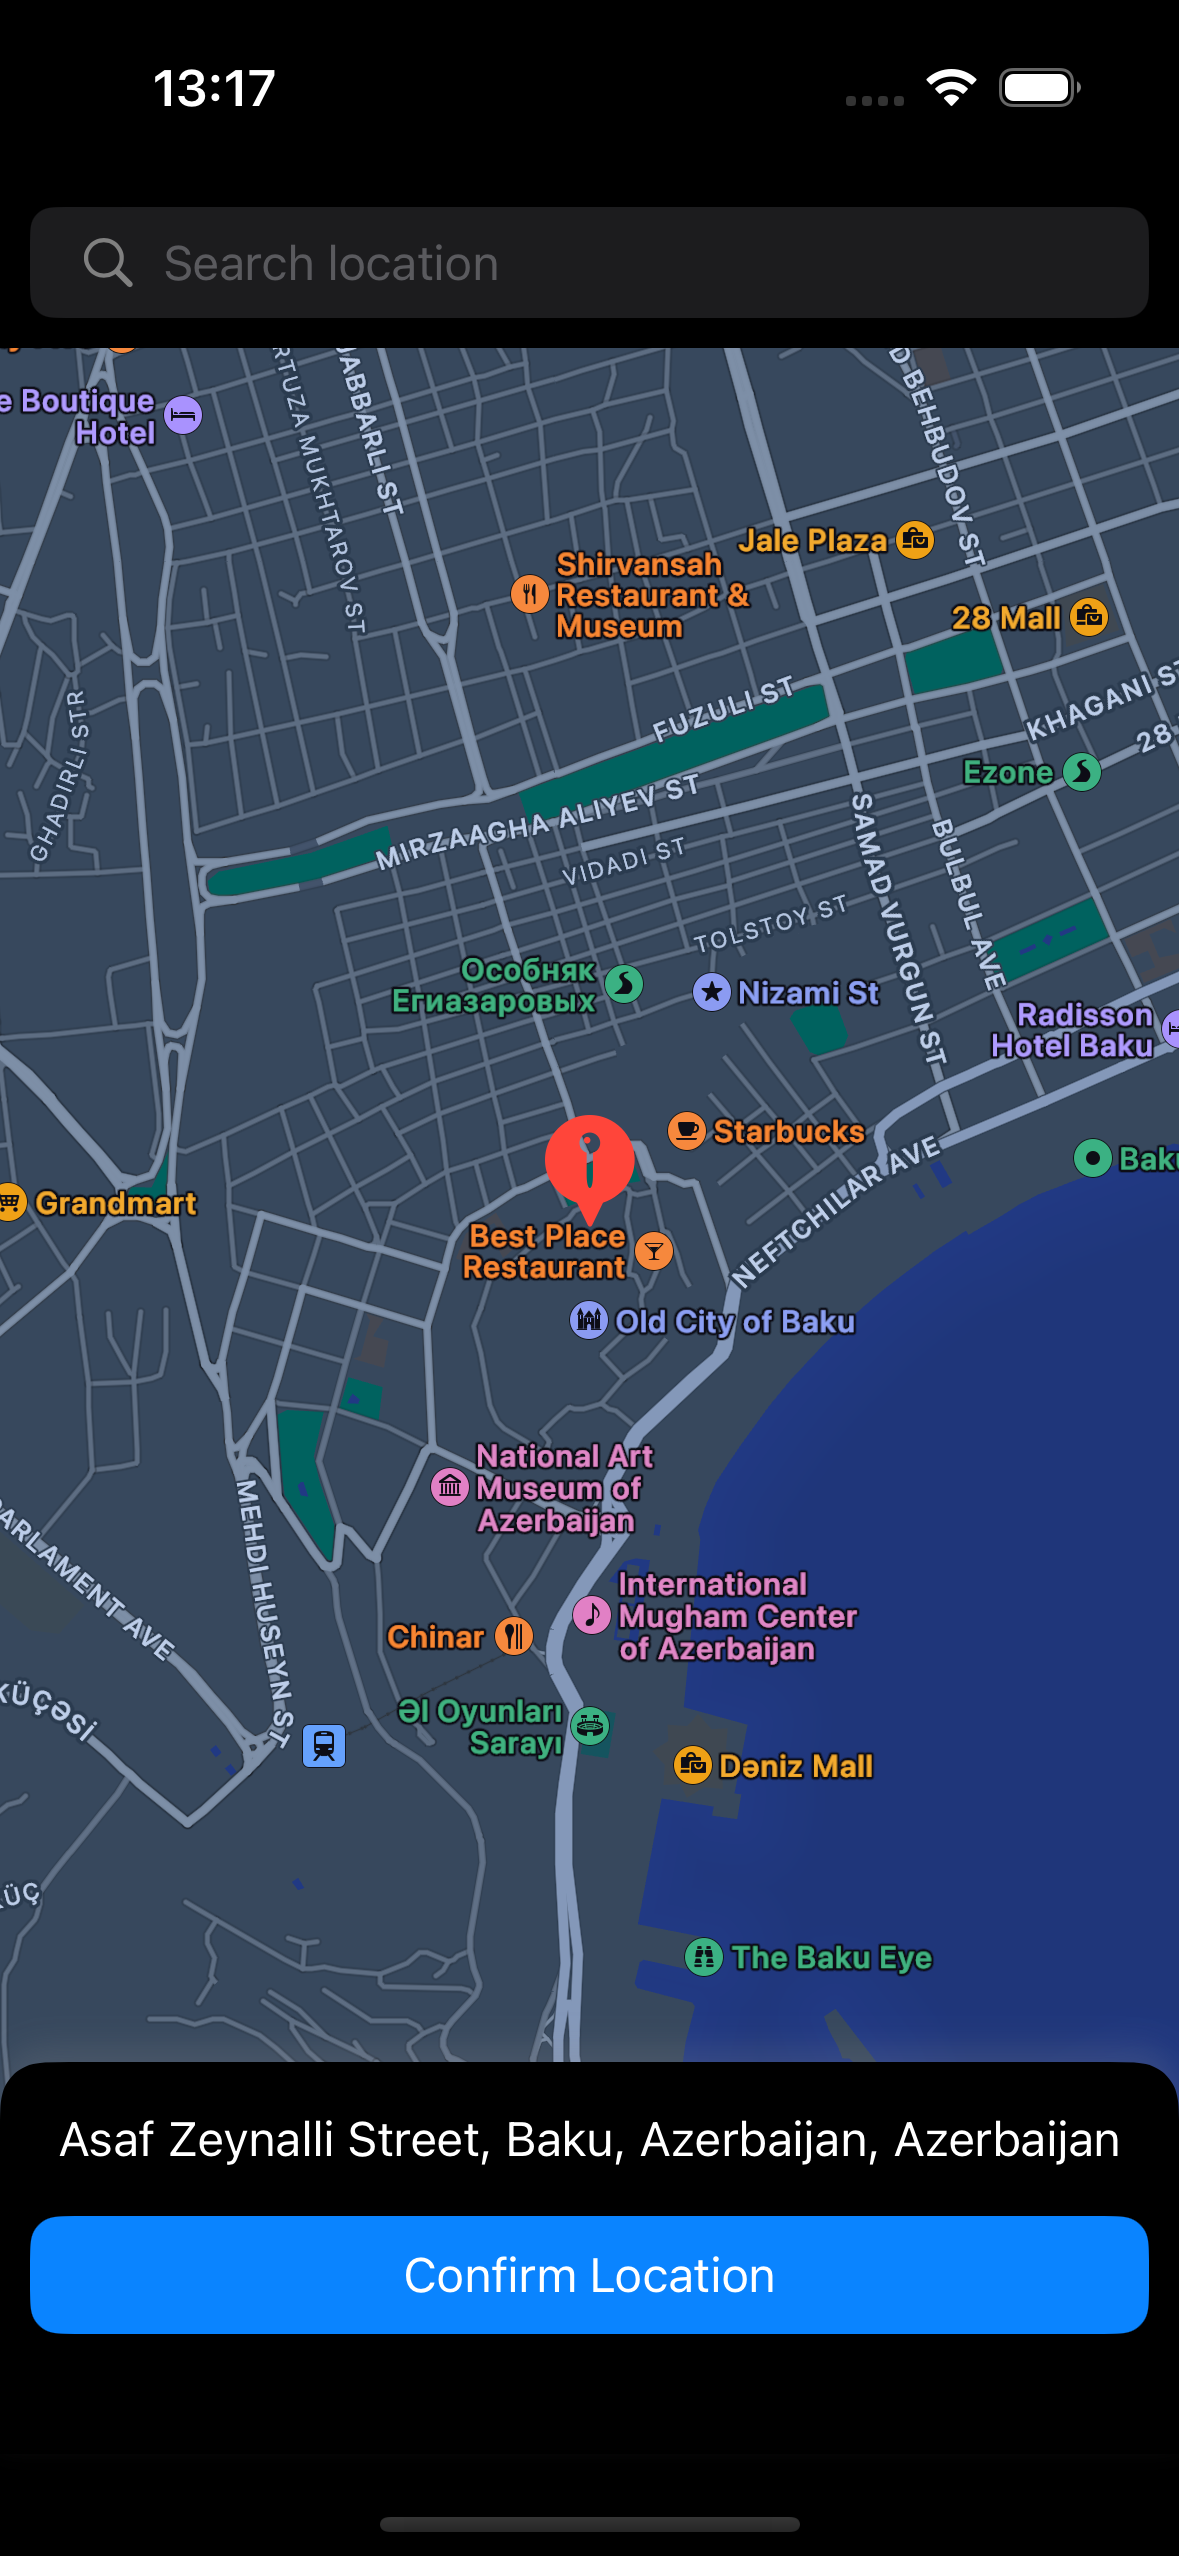 13:17
Search location
e Boutique
Hotel
RTUZA MUKHTAROV ST
JABBARLI ST
D BEHBUDOV ST
Jale Plaza
Shirvansah
Restaurant &
Museum
28 Mall
FUZULI ST
KHAGANI ST
28
GHADIRLI STR
Ezone
MIRZAAGHA ALIYEV ST
VIDADI ST
SAMAD VURGUN ST
BULBUL AVE
TOLSTOY ST
Особняк
Егиазаровых
Nizami St
Radisson
Hotel Baku
Starbucks
NEFTCHILAR AVE
Baku
Grandmart
Best Place
Restaurant
Old City of Baku
National Art
Museum of
Azerbaijan
MEHDI HUSEYN ST
PARLAMENT AVE
International
Mugham Center
of Azerbaijan
Chinar
KÜÇƏSİ
Əl Oyunları
Sarayı
Dəniz Mall
KÜÇ
The Baku Eye
Asaf Zeynalli Street, Baku, Azerbaijan, Azerbaijan
Confirm Location